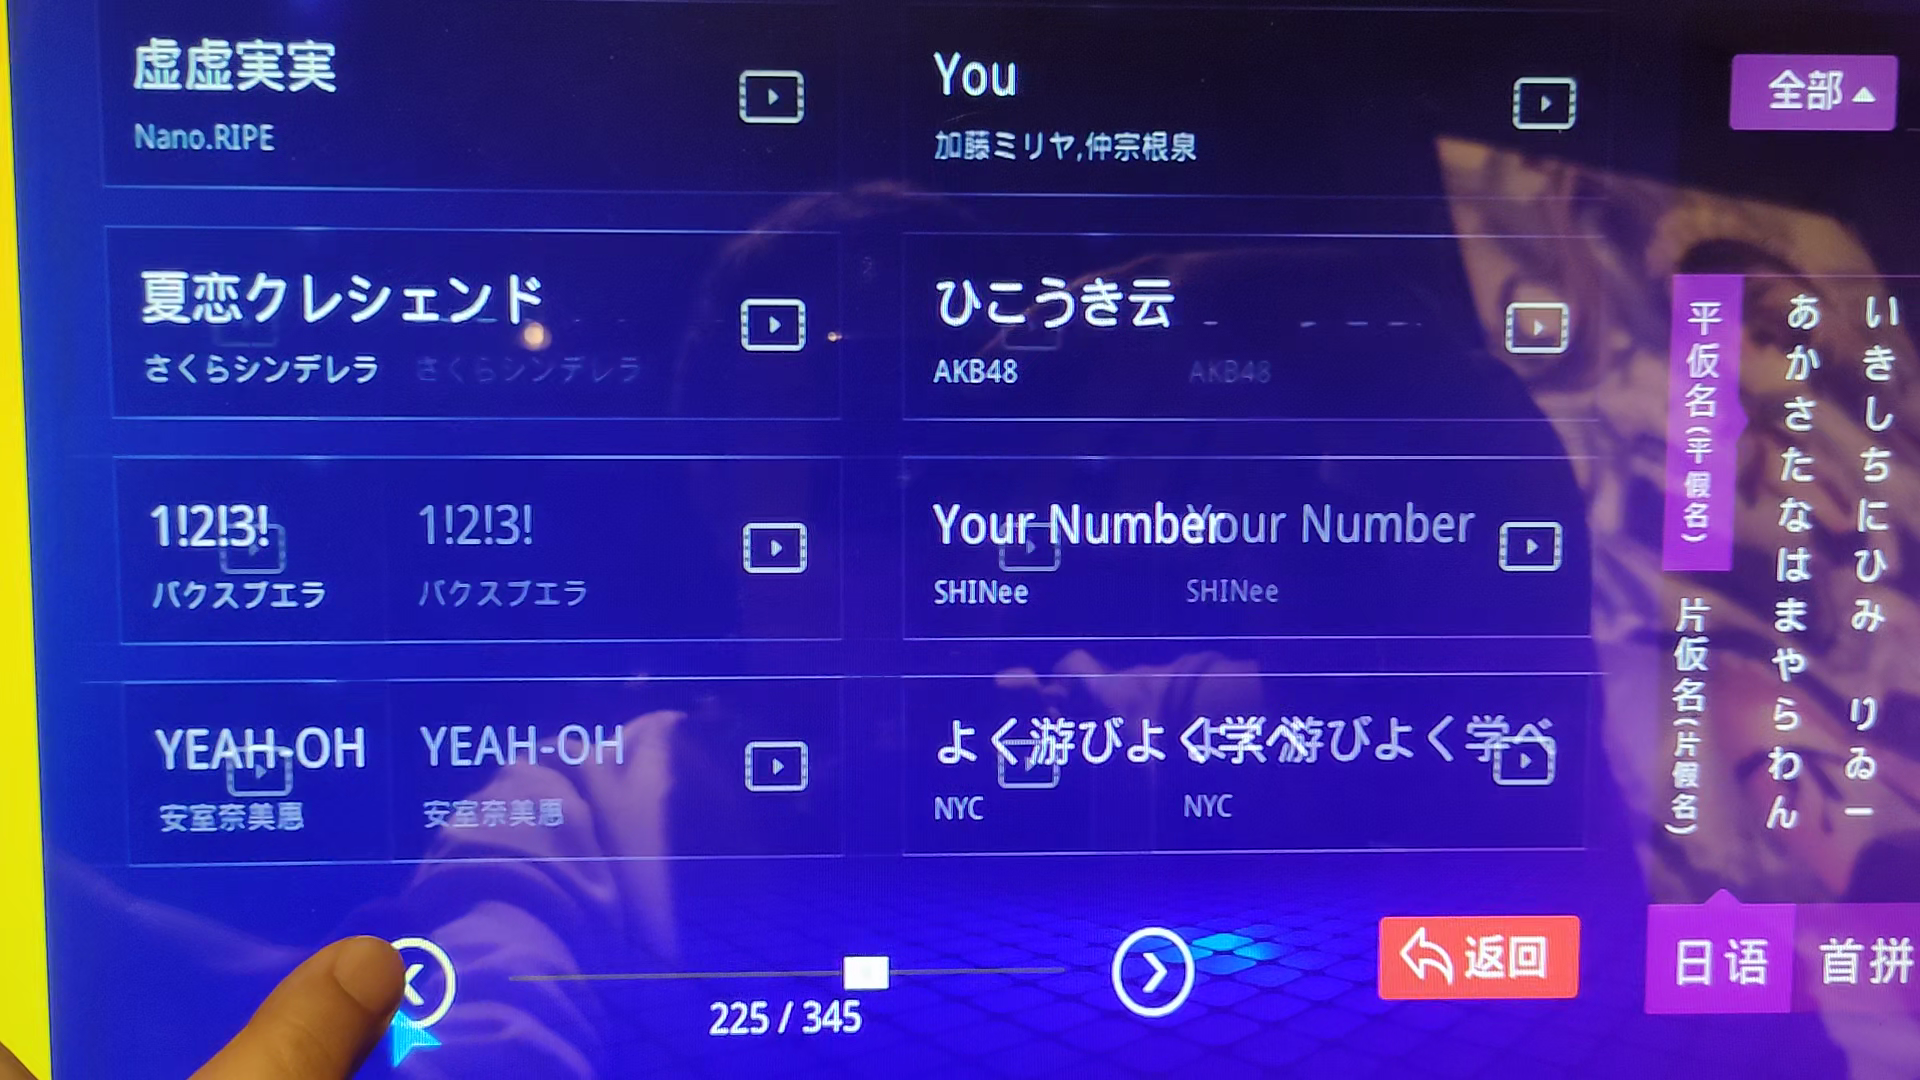 虚虚実実
Nano.RIPE
You
加藤ミリヤ,仲宗根泉
夏恋クレシェンド
さくらシンデレラ
さくらシンデレラ
ひこうき云
AKB48
AKB48
1!2!3!
1!2!3!
バクスブエラ
バクスブエラ
Your Number
Your Number
SHINee
SHINee
YEAH-OH
YEAH-OH
安室奈美惠
安室奈美惠
よく游びよく学べ
よく游びよく学べ
NYC
NYC
225 / 345
返回
全部
平仮名(平假名)
片仮名(片假名)
あかさたなはまやらわん
いきしちにひみ りゐー
日语
首拼